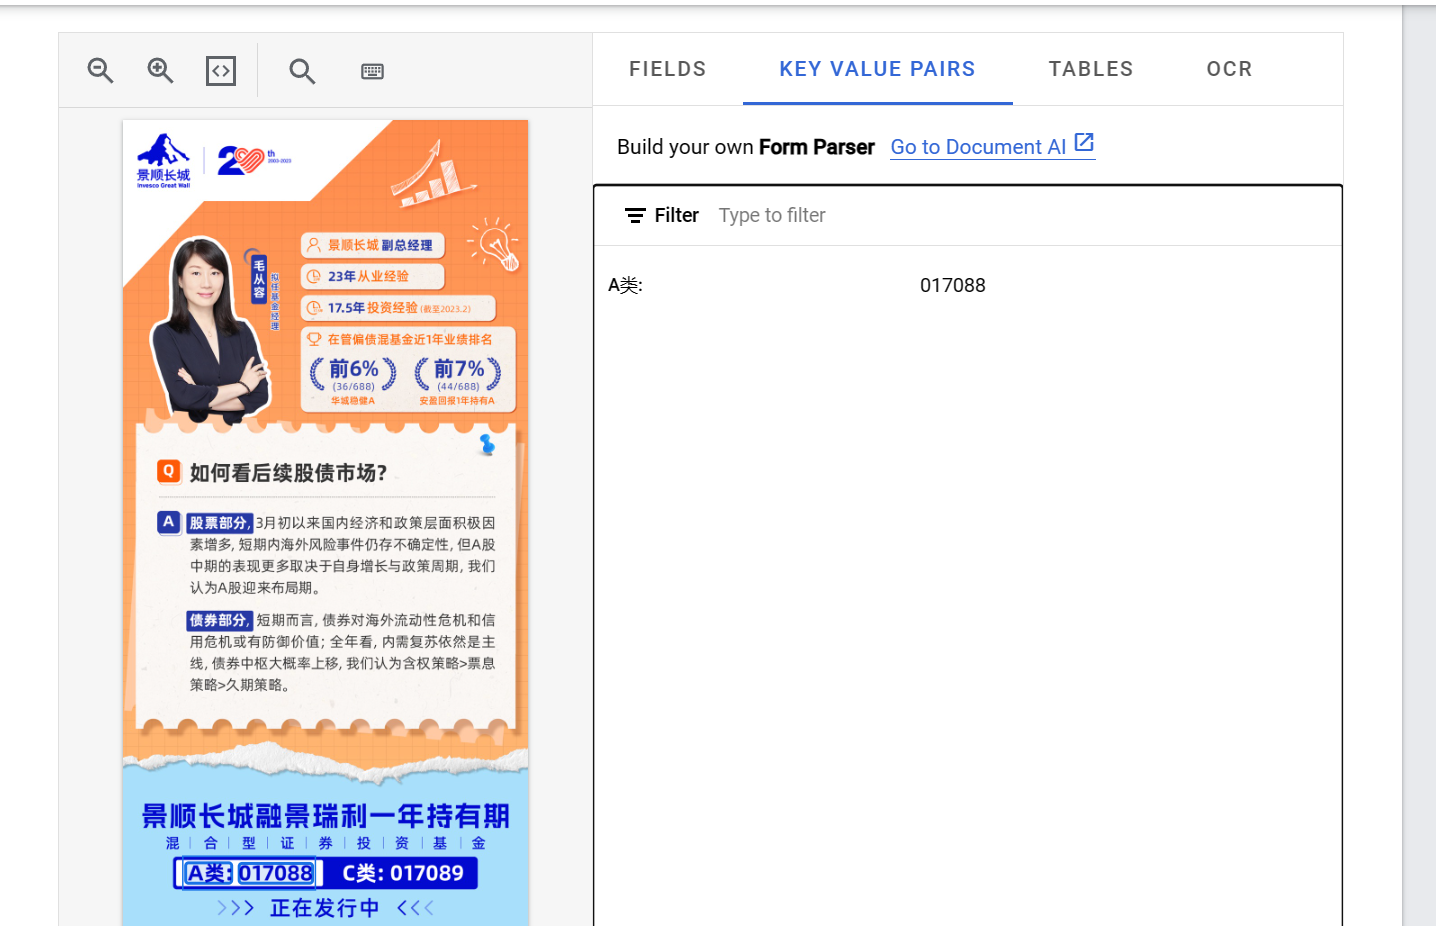 FIELDS
KEY VALUE PAIRS
TABLES
OCR
Build your own Form Parser Go to Document AI
Filter Type to filter
A类: 017088
景顺长城
Invesco Great Wall
20th
2003-2023
毛从容
拟任基金经理
景顺长城 副总经理
23年从业经验
17.5年投资经验(截至2023.2)
在管偏债混基金近1年业绩排名
前6% 前7%
(36/688) (44/688)
华城稳健A 安盈回报1年持有A
Q 如何看后续股债市场?
A 股票部分, 3月初以来国内经济和政策层面积极因
素增多, 短期内海外风险事件仍存不确定性, 但A股
中期的表现更多取决于自身增长与政策周期, 我们
认为A股迎来布局期。
债券部分, 短期而言, 债券对海外流动性危机和信
用危机或有防御价值; 全年看, 内需复苏依然是主
线, 债券中枢大概率上移, 我们认为含权策略>票息
策略>久期策略。
景顺长城融景瑞利一年持有期
混|合|型|证|券|投|资|基|金
A类: 017088 C类: 017089
>>> 正在发行中 <<<